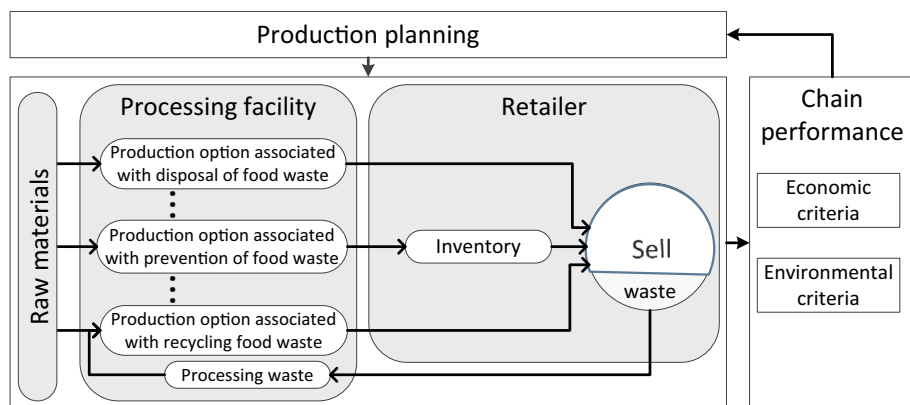 Production planning
Processing facility
Retailer
Chain
performance
Raw materials
Production option associated
with disposal of food waste
Production option associated
with prevention of food waste
Production option associated
with recycling food waste
Processing waste
Inventory
Sell
waste
Economic
criteria
Environmental
criteria